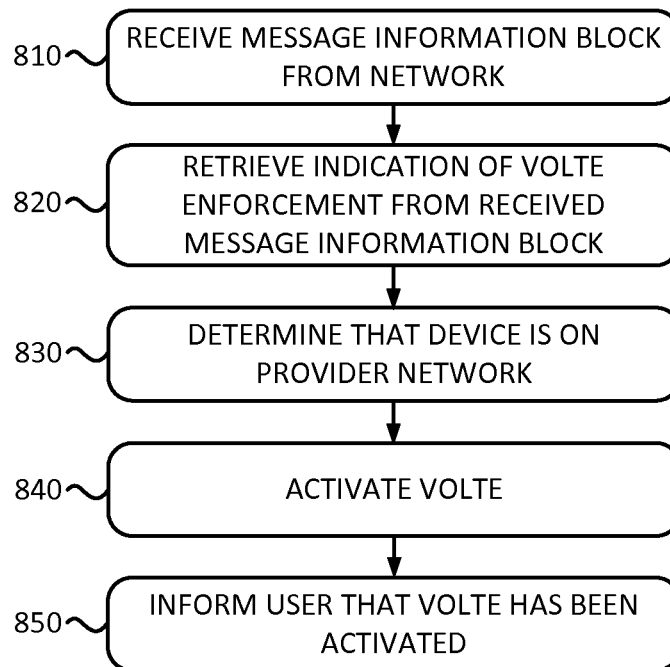 810
RECEIVE MESSAGE INFORMATION BLOCK
FROM NETWORK
820
RETRIEVE INDICATION OF VOLTE
ENFORCEMENT FROM RECEIVED
MESSAGE INFORMATION BLOCK
830
DETERMINE THAT DEVICE IS ON
PROVIDER NETWORK
840
ACTIVATE VOLTE
850
INFORM USER THAT VOLTE HAS BEEN
ACTIVATED